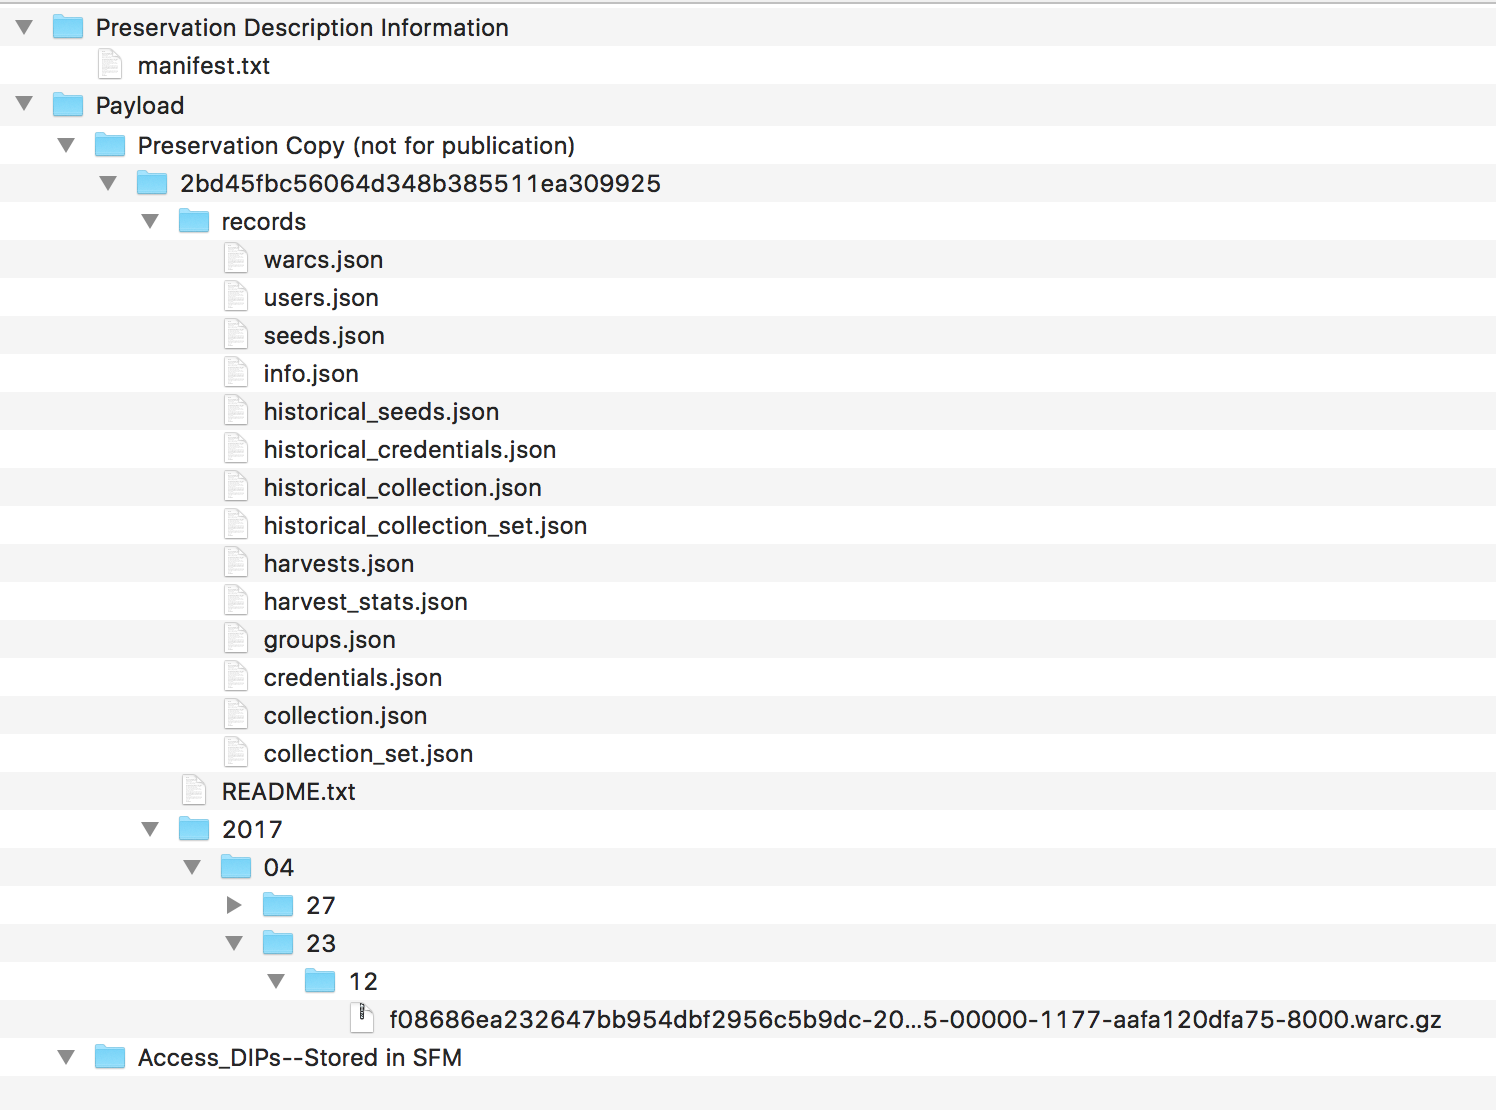 Preservation Description Information
manifest.txt
Payload
Preservation Copy (not for publication)
2bd45fbc56064d348b385511ea309925
records
warcs.json
users.json
seeds.json
info.json
historical_seeds.json
historical_credentials.json
historical_collection.json
historical_collection_set.json
harvests.json
harvest_stats.json
groups.json
credentials.json
collection.json
collection_set.json
README.txt
2017
04
27
23
12
f08686ea232647bb954dbf2956c5b9dc-20...5-00000-1177-aafa120dfa75-8000.warc.gz
Access_DIPs--Stored in SFM